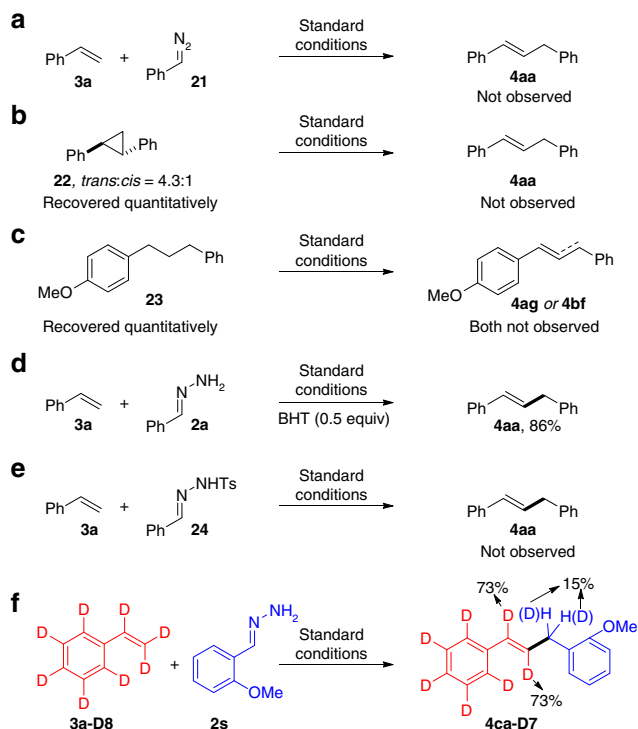 a
Ph
3a
+
N2
Ph
21
Standard
conditions
Ph Ph
4aa
Not observed
b
Ph Ph
22, trans:cis = 4.3:1
Recovered quantitatively
Standard
conditions
Ph Ph
4aa
Not observed
c
MeO Ph
23
Recovered quantitatively
Standard
conditions
MeO Ph
4ag or 4bf
Both not observed
d
Ph
3a
+
N NH2
Ph
2a
Standard
conditions
BHT (0.5 equiv)
Ph Ph
4aa, 86%
e
Ph
3a
+
N NHTs
Ph
24
Standard
conditions
Ph Ph
4aa
Not observed
f
D D D
D D
D D
D
3a-D8
+
N NH2
OMe
2s
Standard
conditions
73% 15%
D (D)H H(D) OMe
D D
D D D
D 73%
4ca-D7